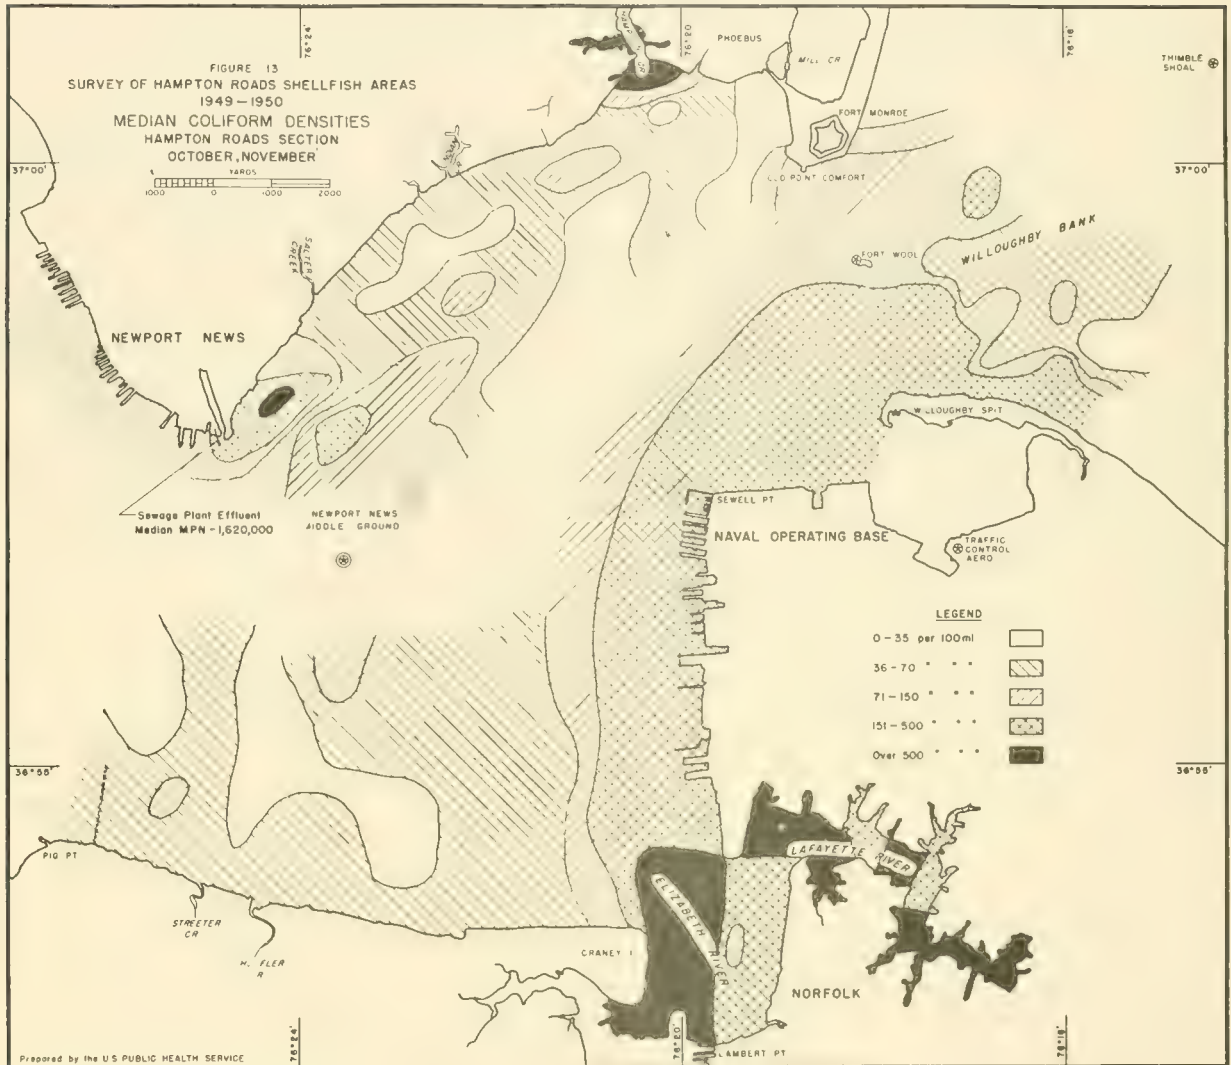 FIGURE 13
SURVEY OF HAMPTON ROADS SHELLFISH AREAS
1949-1950
MEDIAN COLIFORM DENSITIES
HAMPTON ROADS SECTION
OCTOBER, NOVEMBER
YARDS
1000 0 1000 2000
76°24'
76°20'
76°16'
37°00'
37°00'
PHOEBUS
MILL CR
THIMBLE
SHOAL
FORT MONROE
OLD POINT COMFORT
WILLOUGHBY BANK
FORT WOOL
SALTERS
CREEK
NEWPORT NEWS
WILLOUGHBY SPIT
Sewage Plant Effluent
Median MPN - 1,620,000
NEWPORT NEWS
MIDDLE GROUND
SEWELL PT
NAVAL OPERATING BASE
TRAFFIC
CONTROL
AERO
LEGEND
0-35 per 100ml
36-70 " " "
71-150 " " "
151-500 " " "
Over 500 " " "
36°55'
36°55'
PIG PT
STREETER
CR
R
CRANEY I
ELIZABETH RIVER
LAFAYETTE RIVER
NORFOLK
LAMBERT PT
76°24'
76°20'
76°16'
Prepared by the U S PUBLIC HEALTH SERVICE